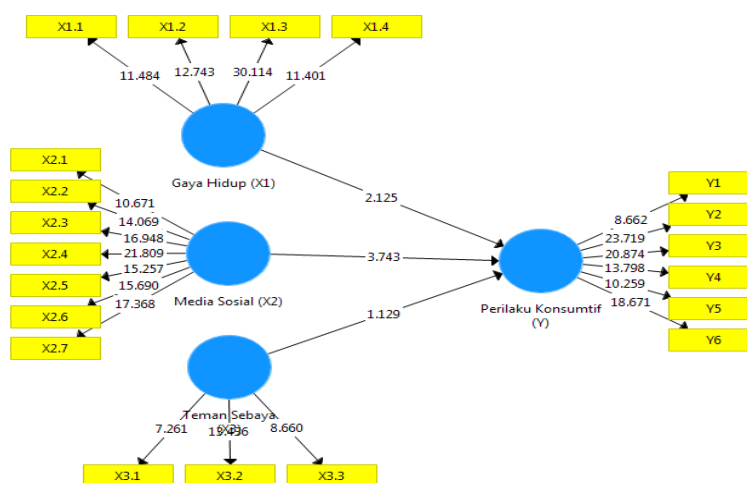 X1.1 X1.2 X1.3 X1.4
11.484 12.743 30.114 11.401
Gaya Hidup (X1)
X2.1
X2.2
X2.3
X2.4
X2.5
X2.6
X2.7
10.671
14.069
16.948
21.809
15.257
15.690
17.368
Media Sosial (X2)
2.125
3.743
1.129
Perilaku Konsumtif
(Y)
8.662
23.719
20.874
13.798
10.259
18.671
Y1
Y2
Y3
Y4
Y5
Y6
Teman Sebaya
7.261 8.660
X3.1 X3.2 X3.3